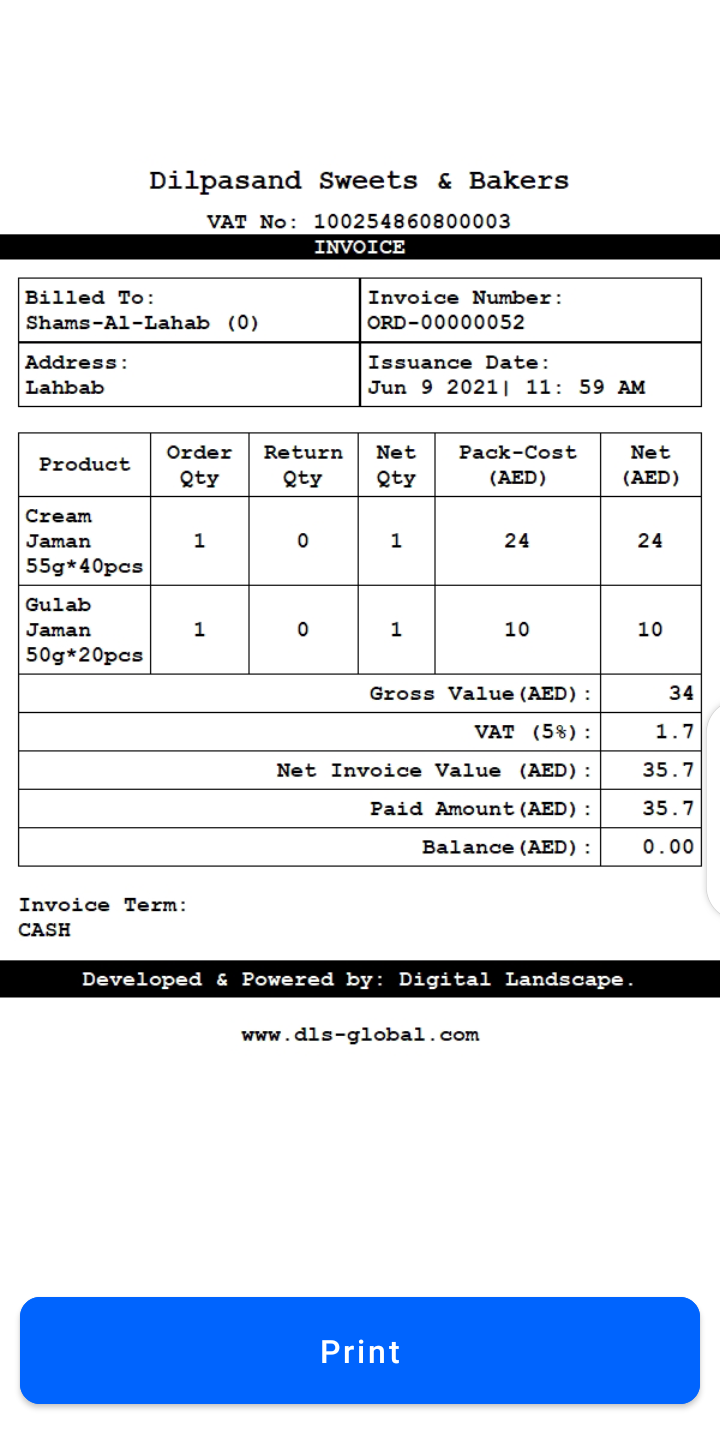 Dilpasand Sweets & Bakers
VAT No: 100254860800003
INVOICE
Billed To:
Shams-Al-Lahab (0)
Invoice Number:
ORD-00000052
Address:
Lahbab
Issuance Date:
Jun 9 2021| 11: 59 AM
Product Order Qty Return Qty Net Qty Pack-Cost (AED) Net (AED)
Cream Jaman 55g*40pcs 1 0 1 24 24
Gulab Jaman 50g*20pcs 1 0 1 10 10
Gross Value(AED): 34
VAT (5%): 1.7
Net Invoice Value (AED): 35.7
Paid Amount(AED): 35.7
Balance(AED): 0.00
Invoice Term:
CASH
Developed & Powered by: Digital Landscape.
www.dls-global.com
Print